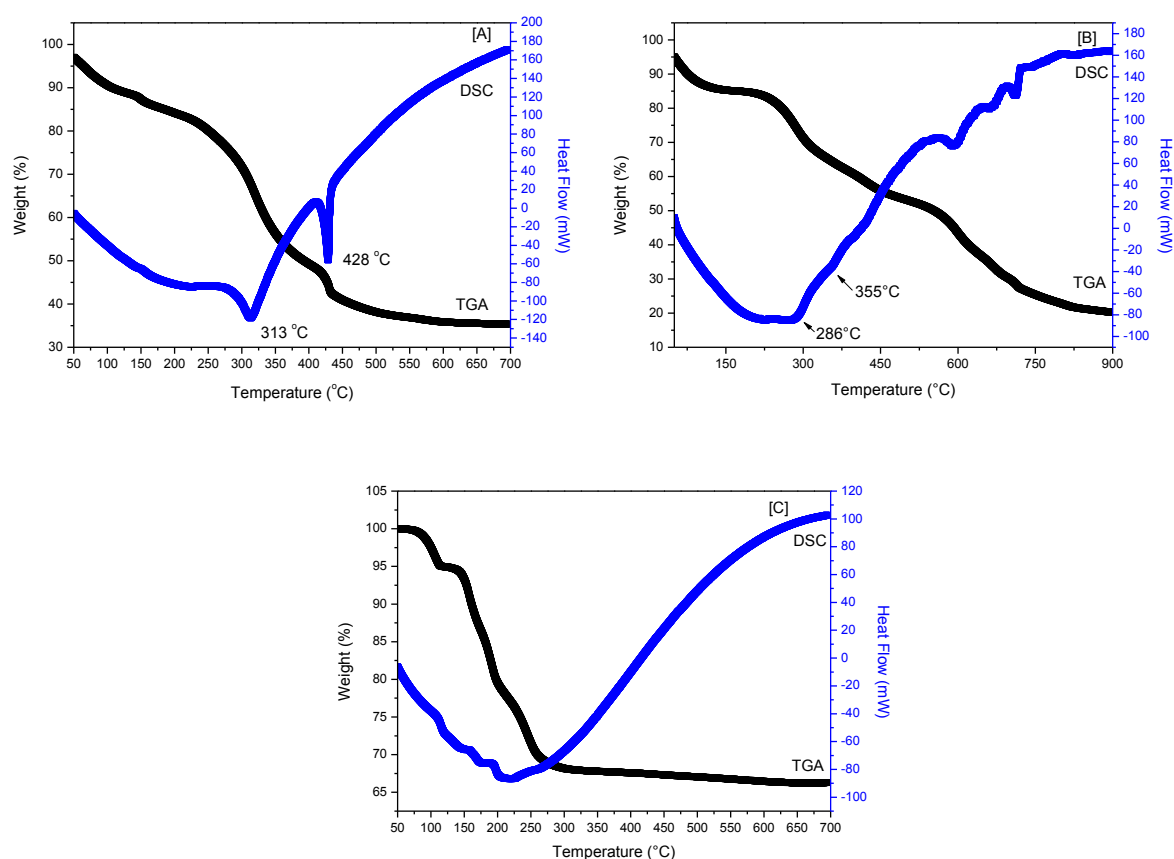 [A]
DSC
TGA
428 °C
313 °C
Weight (%)
100
90
80
70
60
50
40
30
50 100 150 200 250 300 350 400 450 500 550 600 650 700
Temperature (°C)
200
180
160
140
120
100
80
60
40
20
0
-20
-40
-60
-80
-100
-120
-140
Heat Flow (mW)
[B]
DSC
TGA
355°C
286°C
Weight (%)
100
90
80
70
60
50
40
30
20
10
150 300 450 600 750 900
Temperature (°C)
180
160
140
120
100
80
60
40
20
0
-20
-40
-60
-80
-100
Heat Flow (mW)
[C]
DSC
TGA
Weight (%)
105
100
95
90
85
80
75
70
65
50 100 150 200 250 300 350 400 450 500 550 600 650 700
Temperature (°C)
120
100
80
60
40
20
0
-20
-40
-60
-80
-100
Heat Flow (mW)